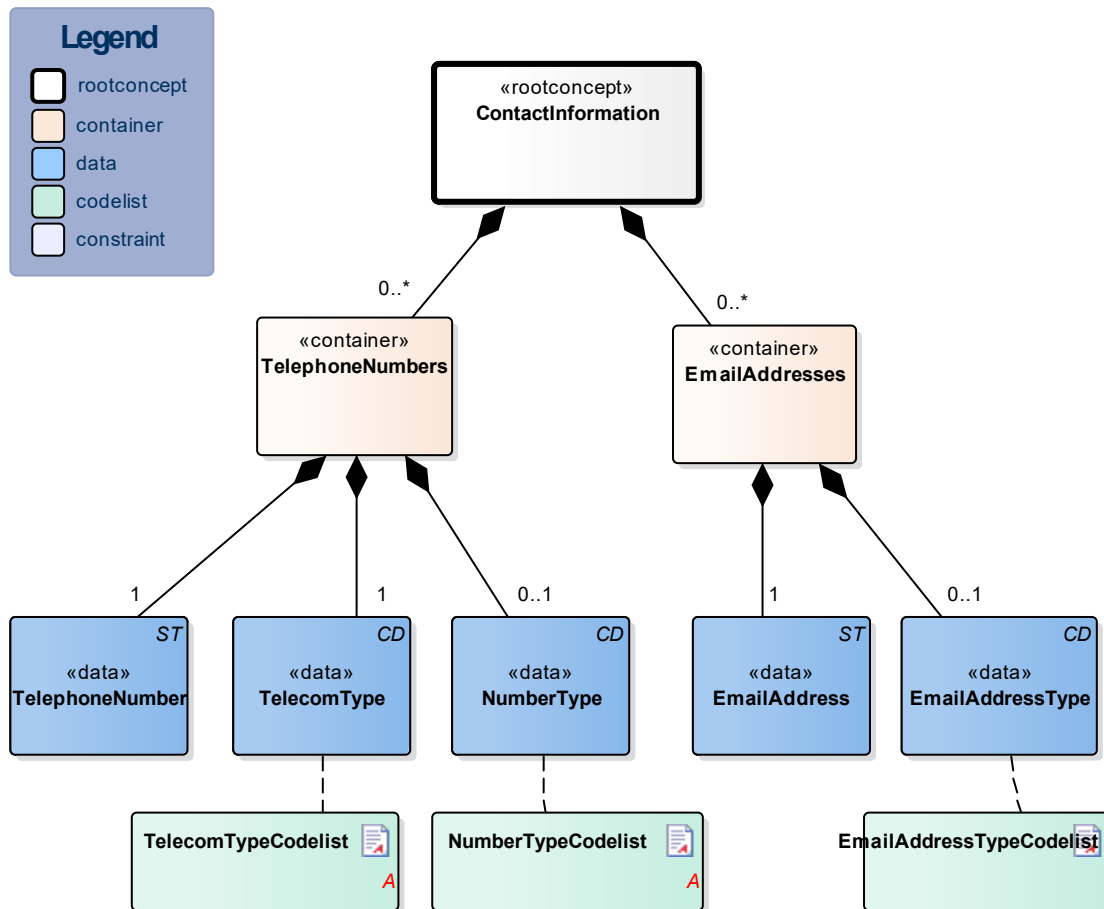 Legend
rootconcept
container
data
codelist
constraint
«rootconcept»
ContactInformation
0..*
0..*
«container»
TelephoneNumbers
«container»
EmailAddresses
1
1
0..1
1
0..1
ST
«data»
TelephoneNumber
CD
«data»
TelecomType
CD
«data»
NumberType
ST
«data»
EmailAddress
CD
«data»
EmailAddressType
TelecomTypeCodelist
A
NumberTypeCodelist
A
EmailAddressTypeCodelist